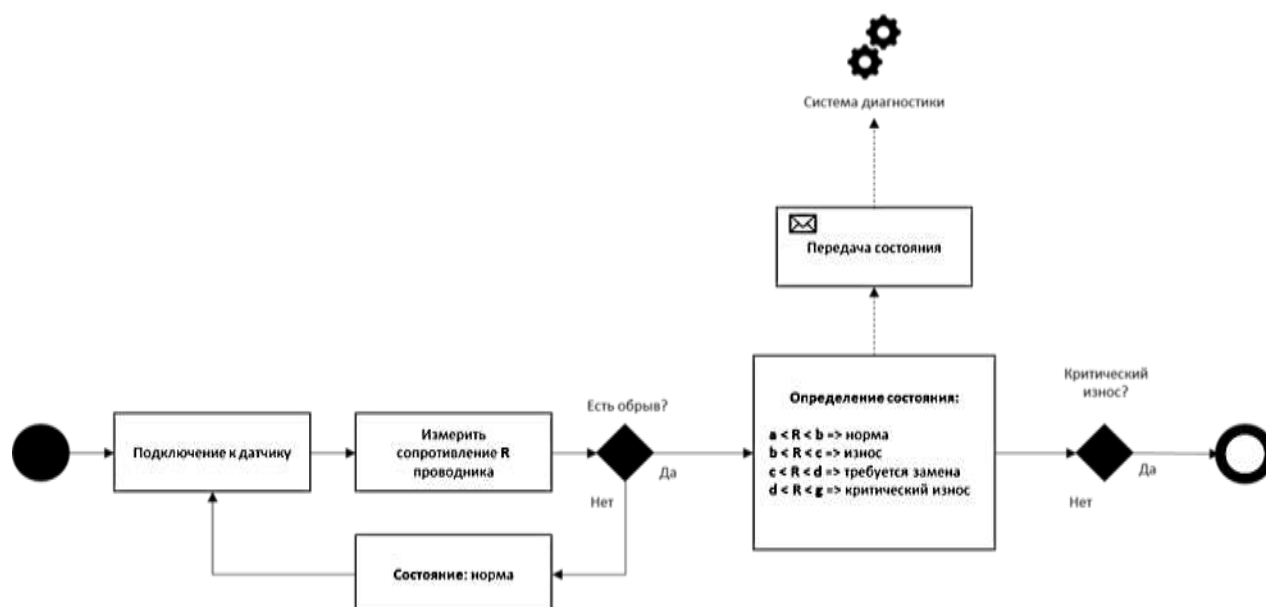 Система диагностики
Передача состояния
Есть обрыв?
Критический
износ?
Подключение к датчику
Измерить
сопротивление R
проводника
Определение состояния:
a < R < b => норма
b < R < c => износ
c < R < d => требуется замена
d < R < g => критический износ
Да
Нет
Да
Нет
Состояние: норма